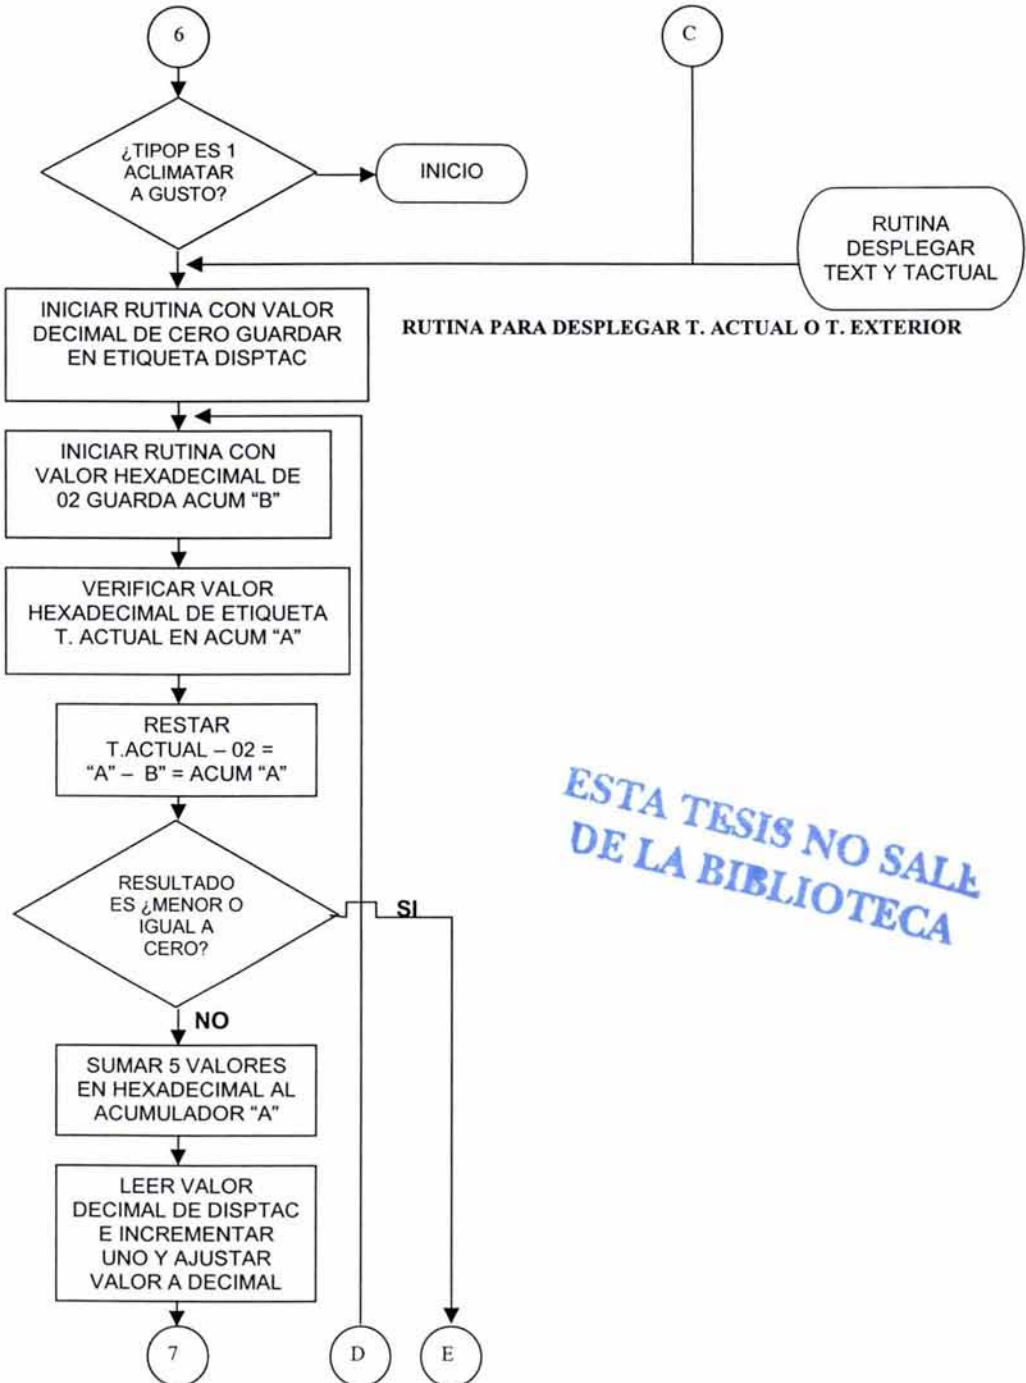 6
C
¿TIPOP ES 1
ACLIMATAR
A GUSTO?
INICIO
RUTINA
DESPLEGAR
TEXT Y TACTUAL
INICIAR RUTINA CON VALOR
DECIMAL DE CERO GUARDAR
EN ETIQUETA DISPTAC
RUTINA PARA DESPLEGAR T. ACTUAL O T. EXTERIOR
INICIAR RUTINA CON
VALOR HEXADECIMAL DE
02 GUARDA ACUM “B”
VERIFICAR VALOR
HEXADECIMAL DE ETIQUETA
T. ACTUAL EN ACUM “A”
RESTAR
T.ACTUAL – 02 =
“A” – B” = ACUM “A”
ESTA TESIS NO SALE
DE LA BIBLIOTECA
RESULTADO
ES ¿MENOR O
IGUAL A
CERO?
SI
NO
SUMAR 5 VALORES
EN HEXADECIMAL AL
ACUMULADOR “A”
LEER VALOR
DECIMAL DE DISPTAC
E INCREMENTAR
UNO Y AJUSTAR
VALOR A DECIMAL
7
D
E